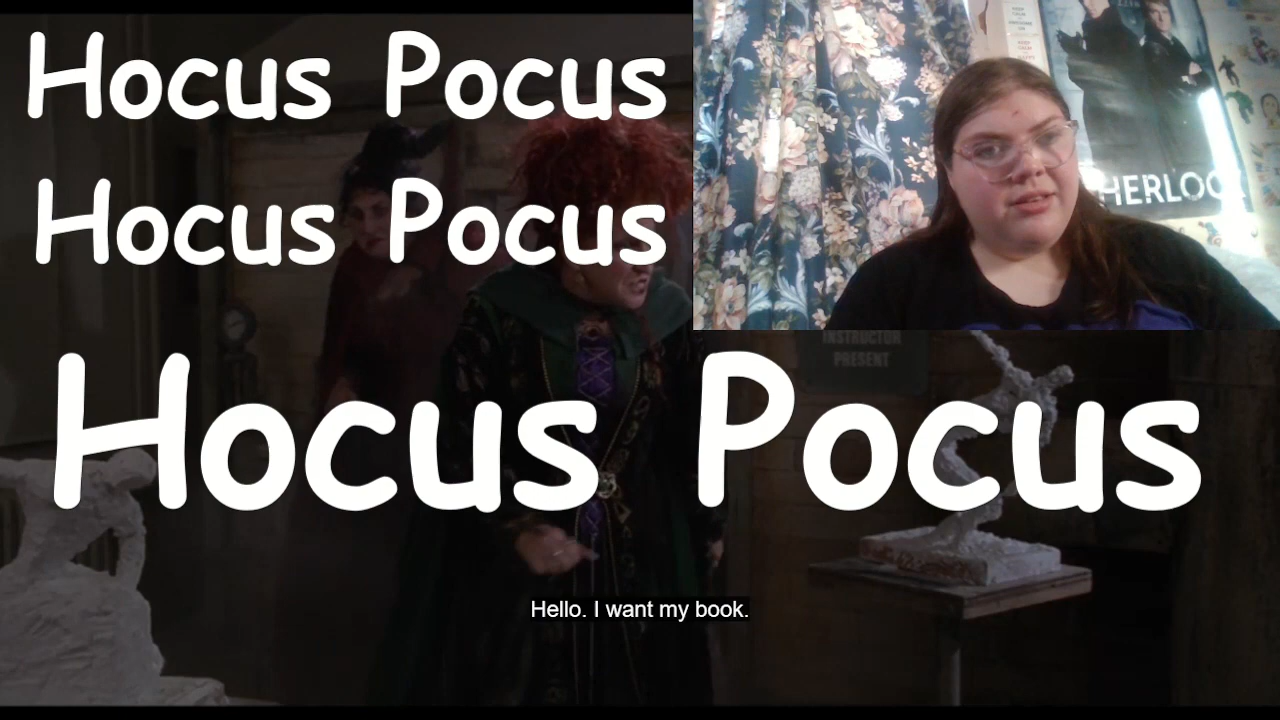 Hocus Pocus
Hocus Pocus
Hocus Pocus
HERLOC
INSTRUCTOR
PRESENT
Hello. I want my book.